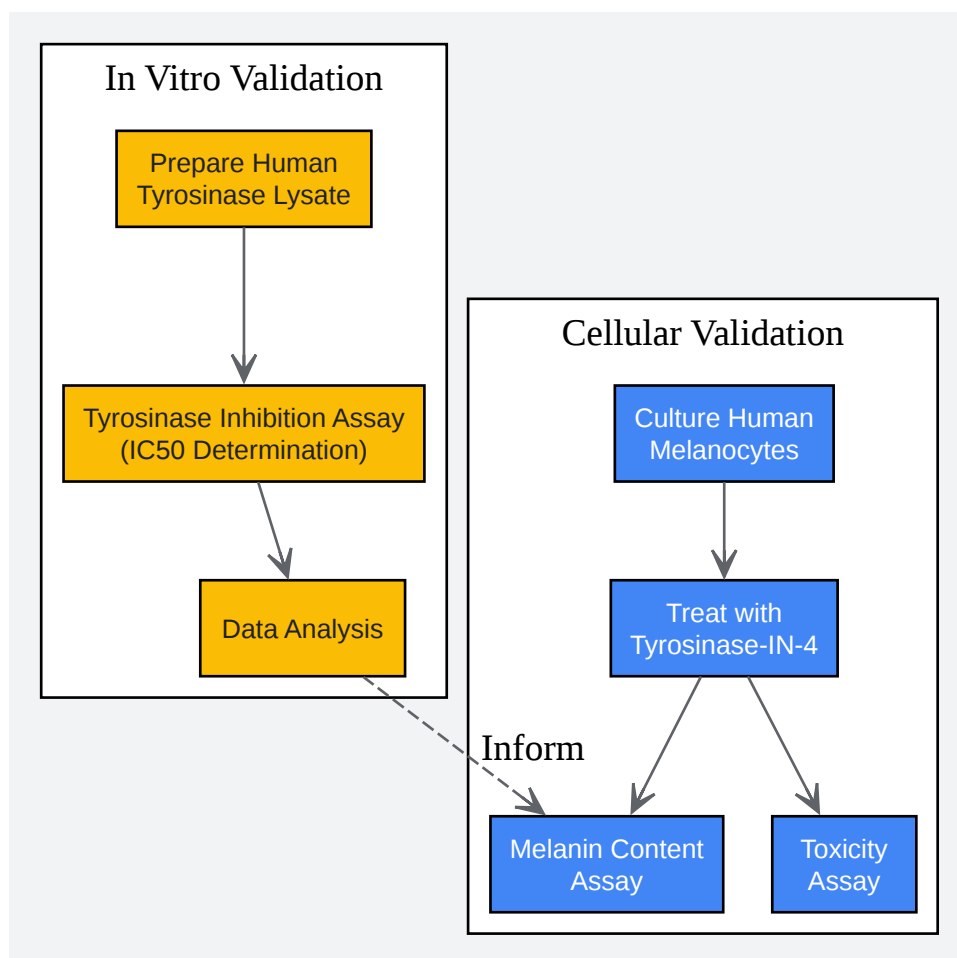 In Vitro Validation
Prepare Human
Tyrosinase Lysate
Tyrosinase Inhibition Assay
(IC50 Determination)
Data Analysis
Inform
Cellular Validation
Culture Human
Melanocytes
Treat with
Tyrosinase-IN-4
Melanin Content
Assay
Toxicity
Assay